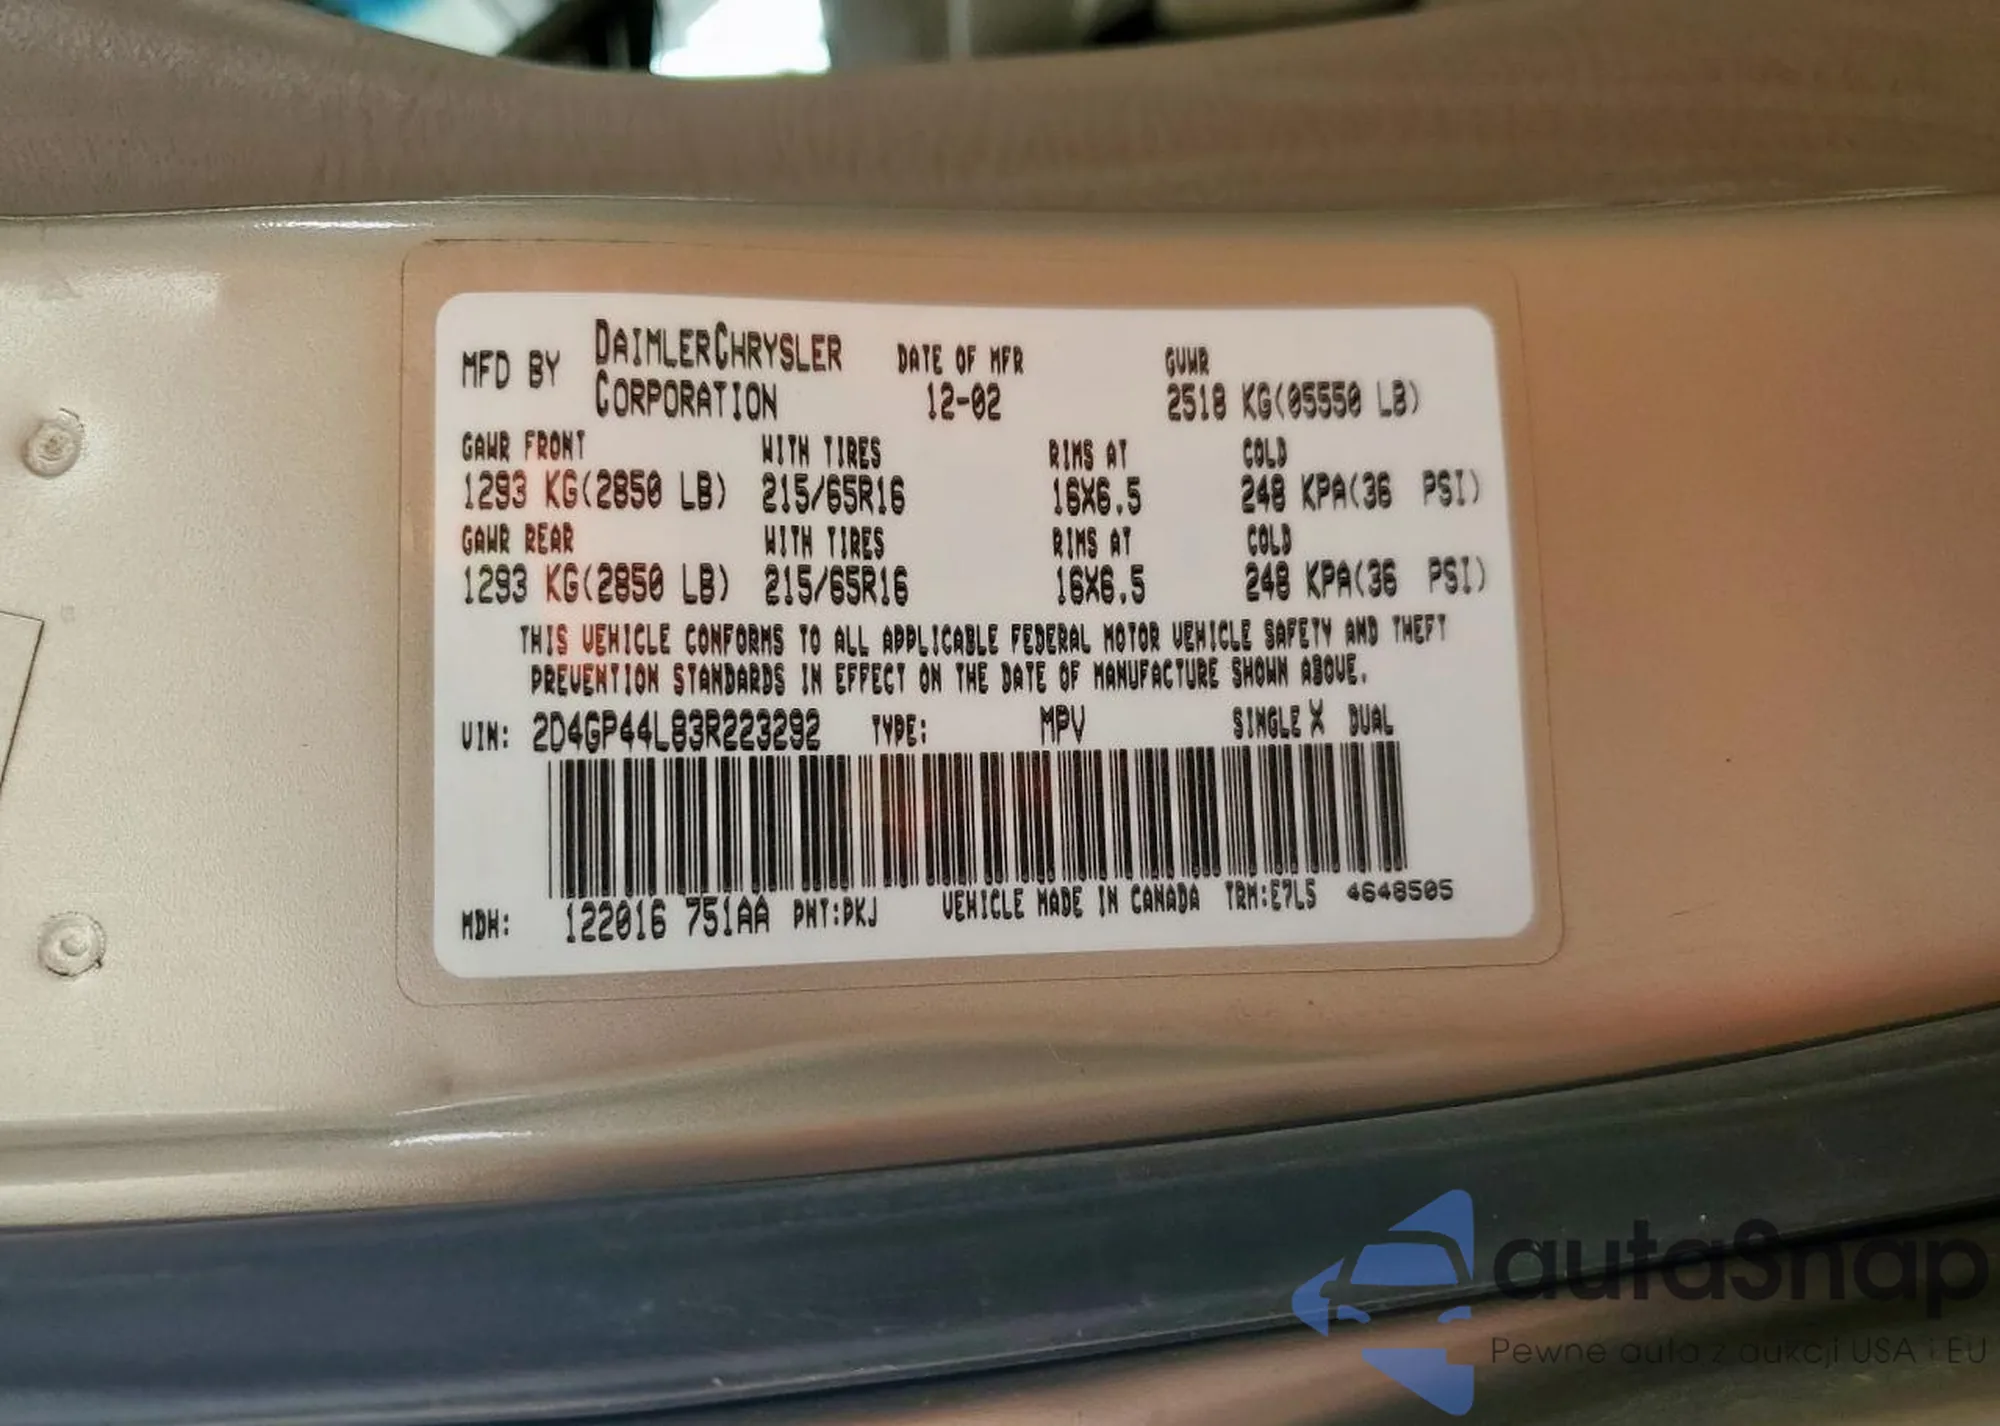 MFD BY DAIMLERCHRYSLER CORPORATION DATE OF MFR 12-02 GVWR 2518 KG(05550 LB)
GAWR FRONT WITH TIRES RIMS AT COLD
1293 KG(2850 LB) 215/65R16 16X6.5 248 KPA(36 PSI)
GAWR REAR WITH TIRES RIMS AT COLD
1293 KG(2850 LB) 215/65R16 16X6.5 248 KPA(36 PSI)
THIS VEHICLE CONFORMS TO ALL APPLICABLE FEDERAL MOTOR VEHICLE SAFETY AND THEFT
PREVENTION STANDARDS IN EFFECT ON THE DATE OF MANUFACTURE SHOWN ABOVE.
VIN: 2D4GP44L83R223292 TYPE: MPV SINGLE X DUAL
MDH: 122016 751AA PNT:PKJ VEHICLE MADE IN CANADA TRM:E7L5 4648505
autaSnap
Pewne auta z aukcji USA i EU